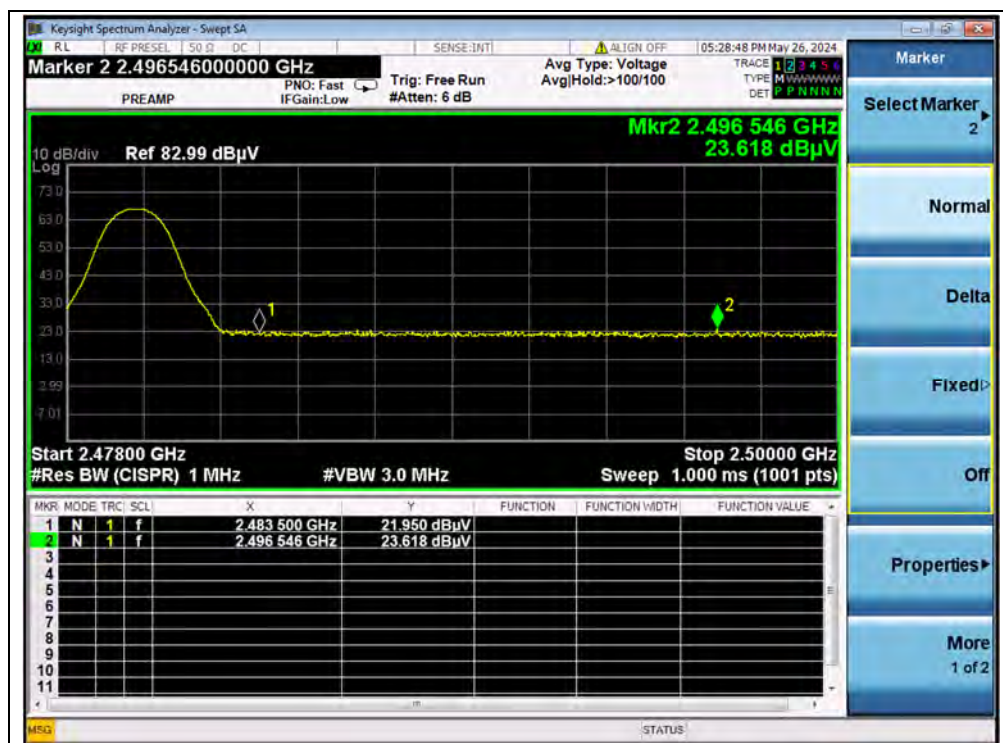 Keysight Spectrum Analyzer - Swept SA
LXI RL RF PRESEL 50 Ω DC SENSE:INT ALIGN OFF 05:28:48 PM May 26, 2024
Marker 2 2.496546000000 GHz
PREAMP
PNO: Fast
IFGain:Low
Trig: Free Run
#Atten: 6 dB
Avg Type: Voltage
Avg|Hold:>100/100
TRACE 1 2 3 4 5 6
TYPE MWWWWW
DET P P N N N N
Mkr2 2.496 546 GHz
23.618 dBµV
10 dB/div Ref 82.99 dBµV
Log
73.0
63.0
53.0
43.0
33.0
23.0
13.0
2.99
-7.01
1
2
Start 2.47800 GHz Stop 2.50000 GHz
#Res BW (CISPR) 1 MHz #VBW 3.0 MHz Sweep 1.000 ms (1001 pts)
MKR MODE TRC SCL X Y FUNCTION FUNCTION WIDTH FUNCTION VALUE
1 N 1 f 2.483 500 GHz 21.950 dBµV
2 N 1 f 2.496 546 GHz 23.618 dBµV
3
4
5
6
7
8
9
10
11
MSG STATUS
Marker
Select Marker
2
Normal
Delta
Fixed
Off
Properties
More
1 of 2